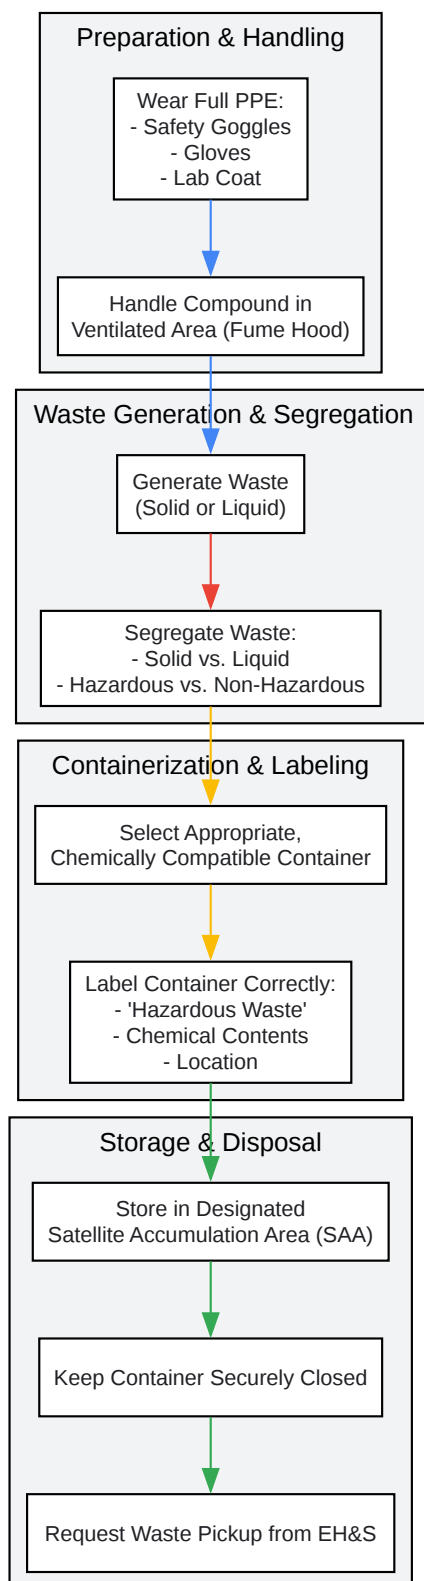 Preparation & Handling
Wear Full PPE:
- Safety Goggles
- Gloves
- Lab Coat
Handle Compound in
Ventilated Area (Fume Hood)
Waste Generation & Segregation
Generate Waste
(Solid or Liquid)
Segregate Waste:
- Solid vs. Liquid
- Hazardous vs. Non-Hazardous
Containerization & Labeling
Select Appropriate,
Chemically Compatible Container
Label Container Correctly:
- 'Hazardous Waste'
- Chemical Contents
- Location
Storage & Disposal
Store in Designated
Satellite Accumulation Area (SAA)
Keep Container Securely Closed
Request Waste Pickup from EH&S